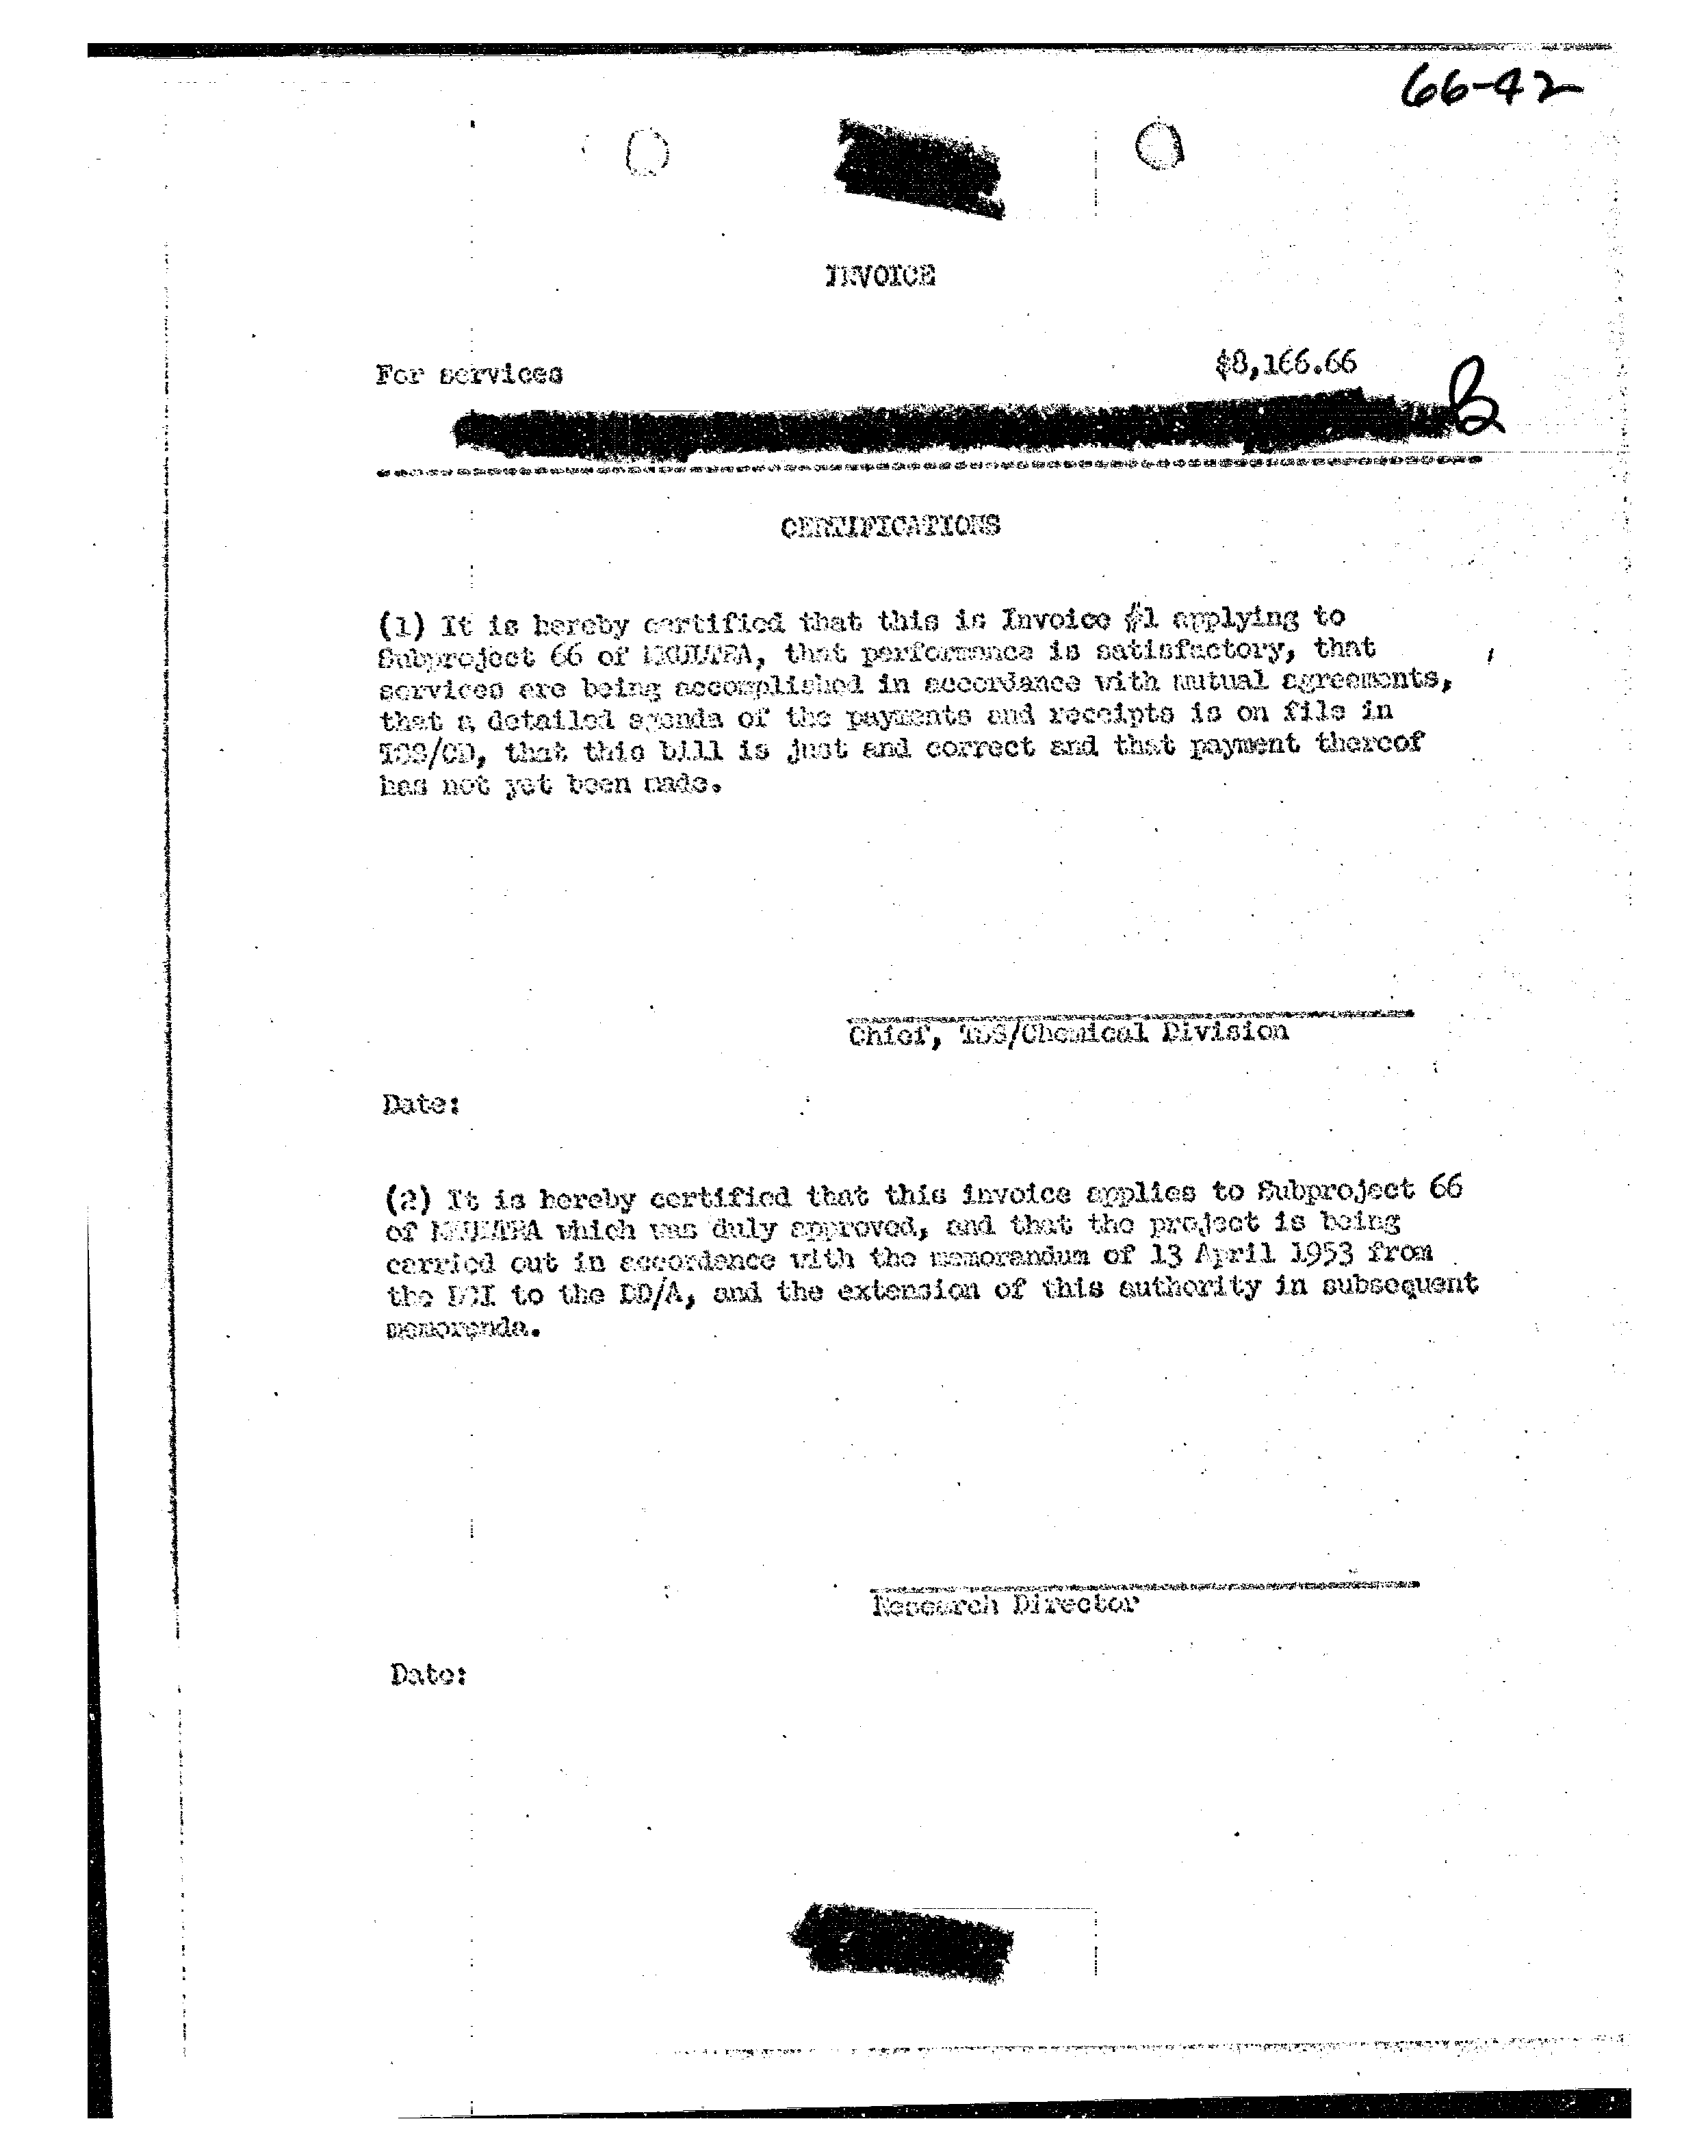 66-42
INVOICE
For services $8,166.66
B
CERTIFICATIONS
(1) It is hereby certified that this is Invoice #1 applying to
Subproject 66 of MKULTRA, that performance is satisfactory, that
services are being accomplished in accordance with mutual agreements,
that a detailed agenda of the payments and receipts is on file in
TSS/CD, that this bill is just and correct and that payment thereof
has not yet been made.
Chief, TSS/Chemical Division
Date:
(2) It is hereby certified that this invoice applies to Subproject 66
of MKULTRA which was duly approved, and that the project is being
carried out in accordance with the memorandum of 13 April 1953 from
the DCI to the DD/A, and the extension of this authority in subsequent
memoranda.
Research Director
Date: